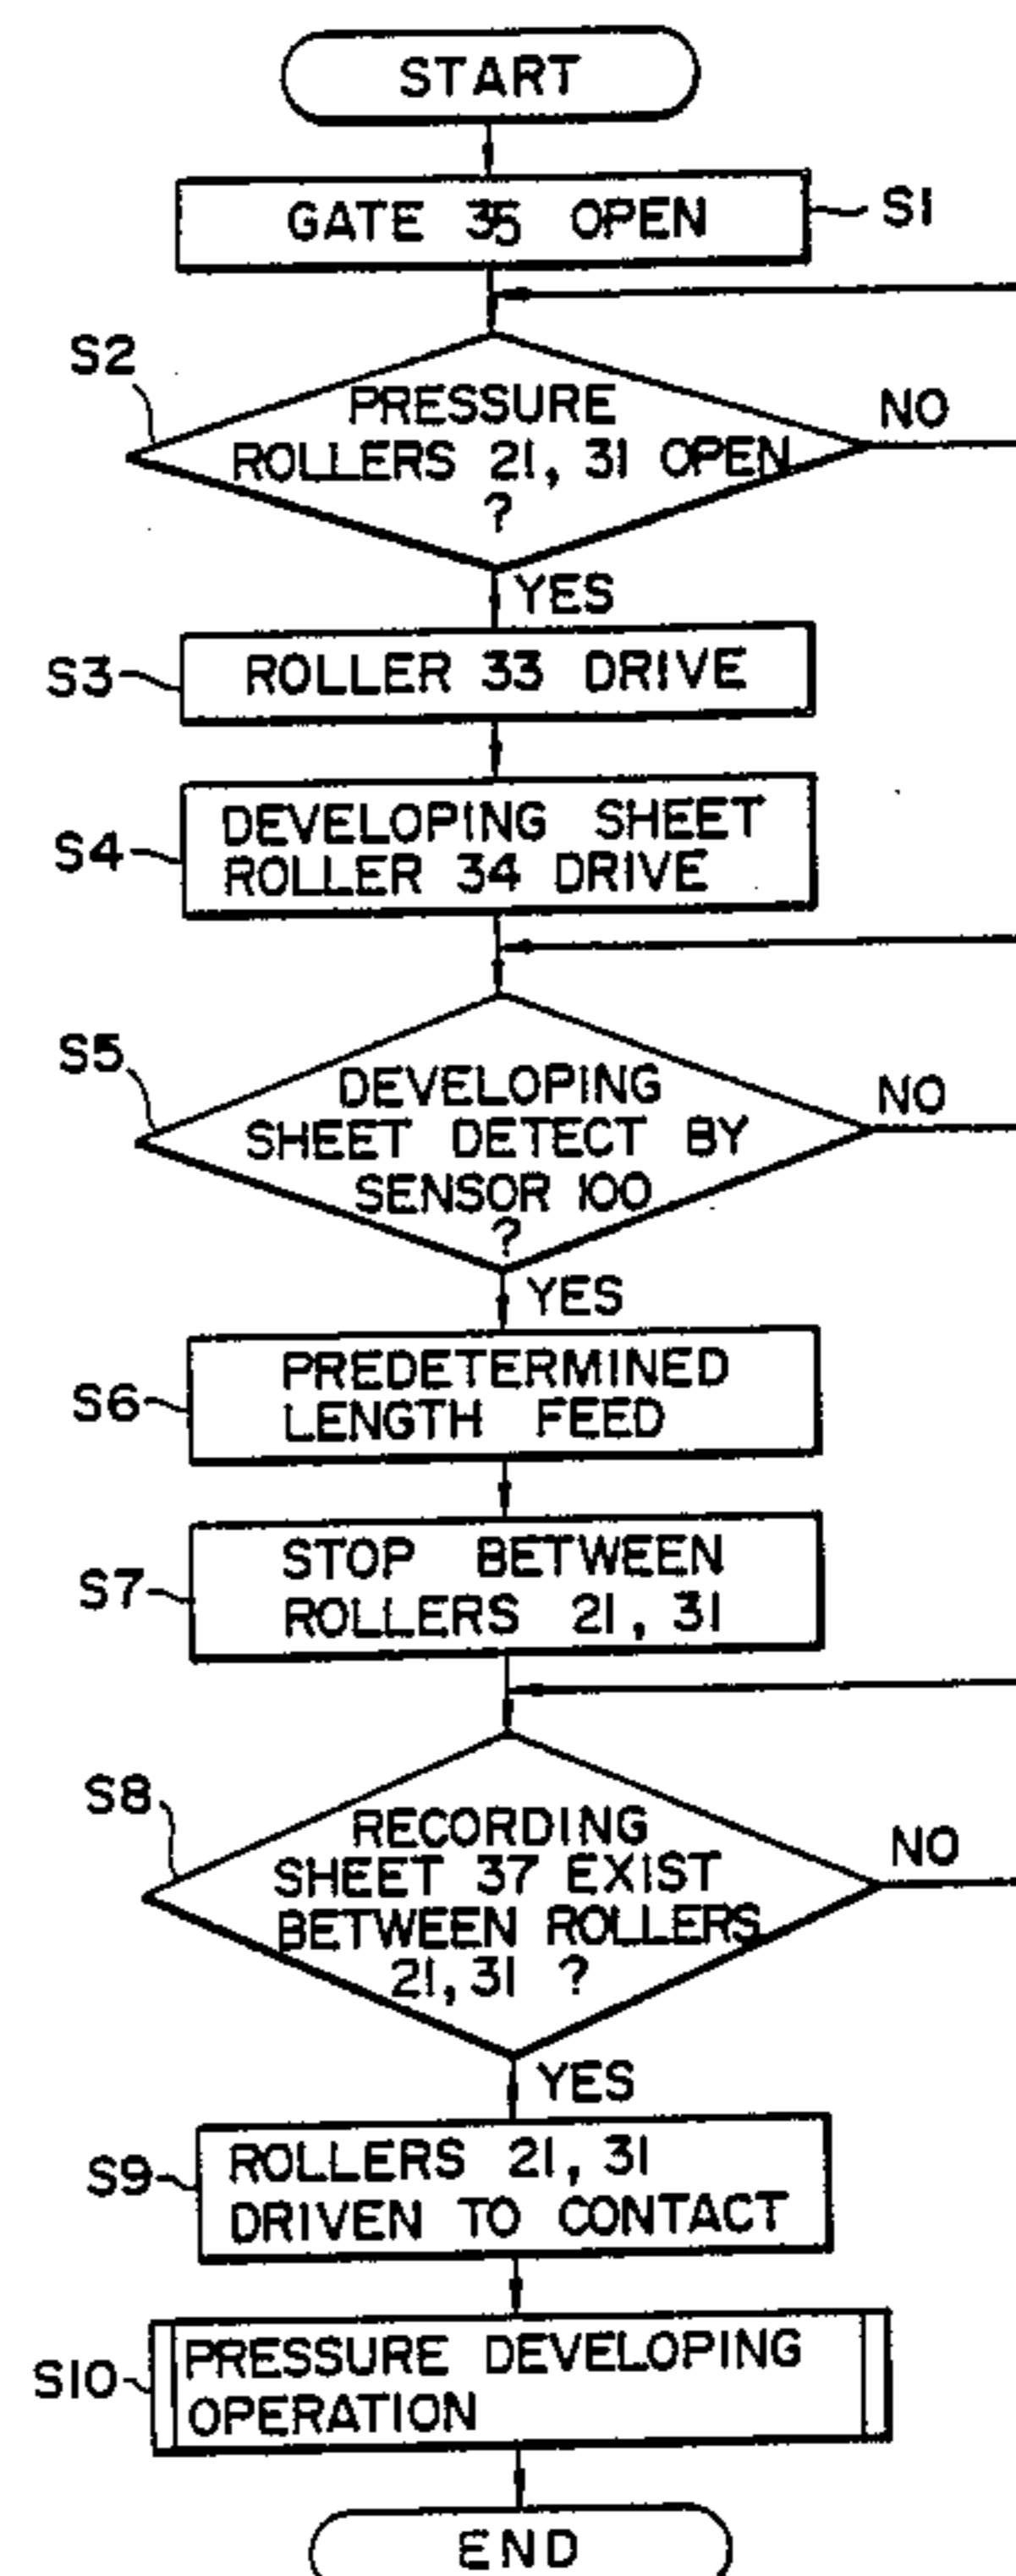 START
GATE 35 OPEN
S1
S2
PRESSURE
ROLLERS 21, 31 OPEN
?
NO
YES
S3
ROLLER 33 DRIVE
S4
DEVELOPING SHEET
ROLLER 34 DRIVE
S5
DEVELOPING
SHEET DETECT BY
SENSOR 100
?
NO
YES
S6
PREDETERMINED
LENGTH FEED
S7
STOP BETWEEN
ROLLERS 21, 31
S8
RECORDING
SHEET 37 EXIST
BETWEEN ROLLERS
21, 31 ?
NO
YES
S9
ROLLERS 21, 31
DRIVEN TO CONTACT
S10
PRESSURE DEVELOPING
OPERATION
END